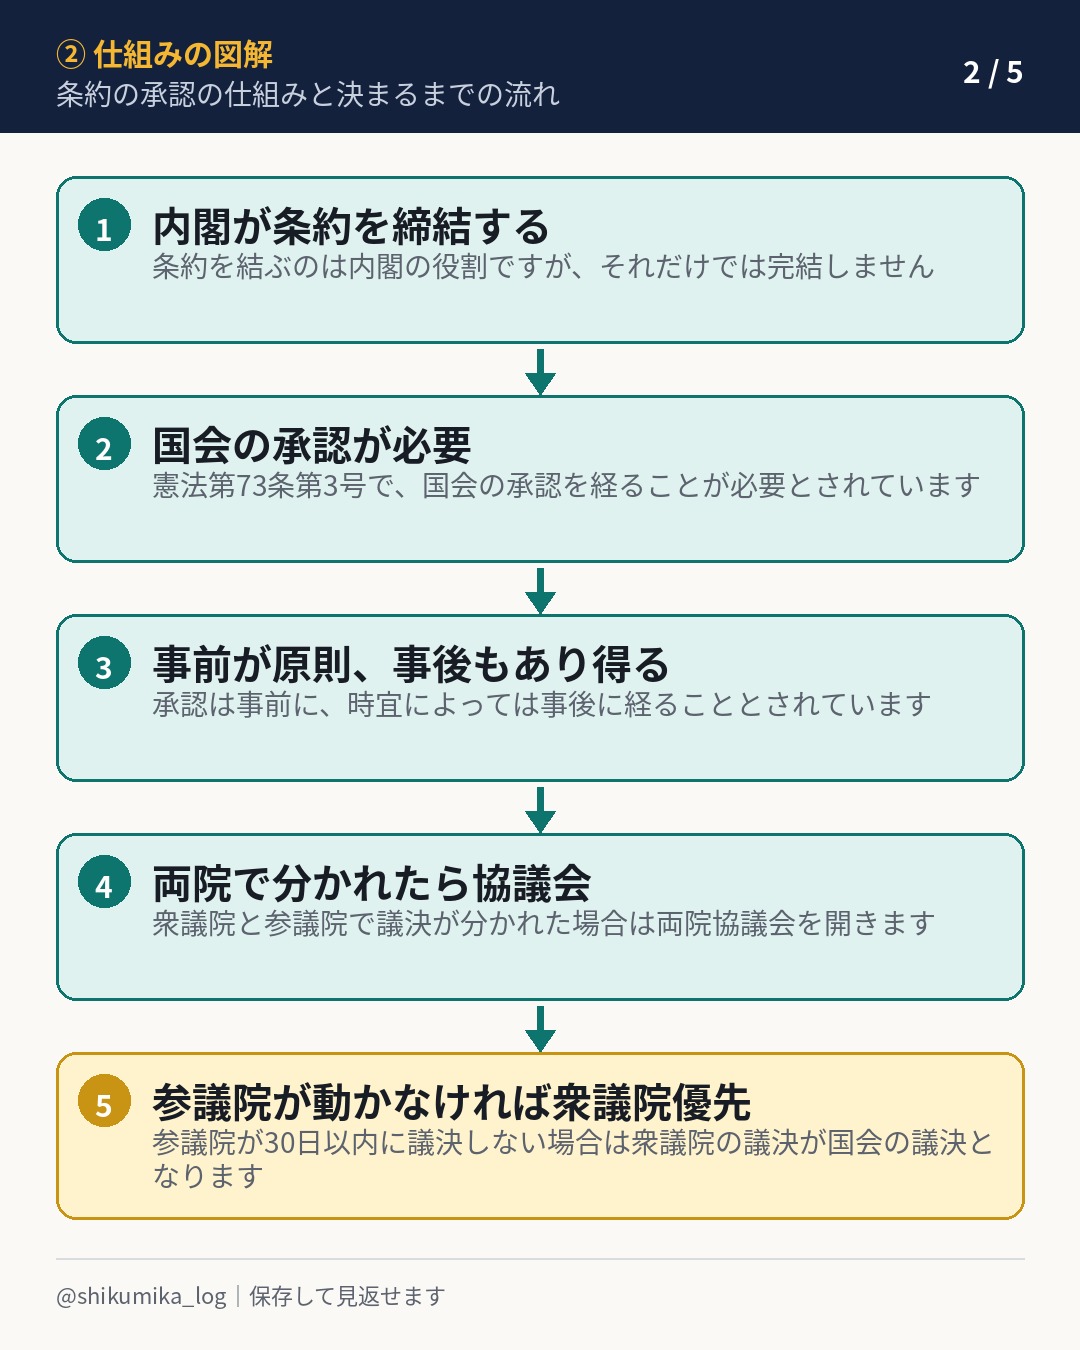 ② 仕組みの図解
条約の承認の仕組みと決まるまでの流れ
2 / 5
1
内閣が条約を締結する
条約を結ぶのは内閣の役割ですが、それだけでは完結しません
2
国会の承認が必要
憲法第73条第3号で、国会の承認を経ることが必要とされています
3
事前が原則、事後もあり得る
承認は事前に、時宜によっては事後に経ることとされています
4
両院で分かれたら協議会
衆議院と参議院で議決が分かれた場合は両院協議会を開きます
5
参議院が動かなければ衆議院優先
参議院が30日以内に議決しない場合は衆議院の議決が国会の議決と
なります
@shikumika_log｜保存して見返せます